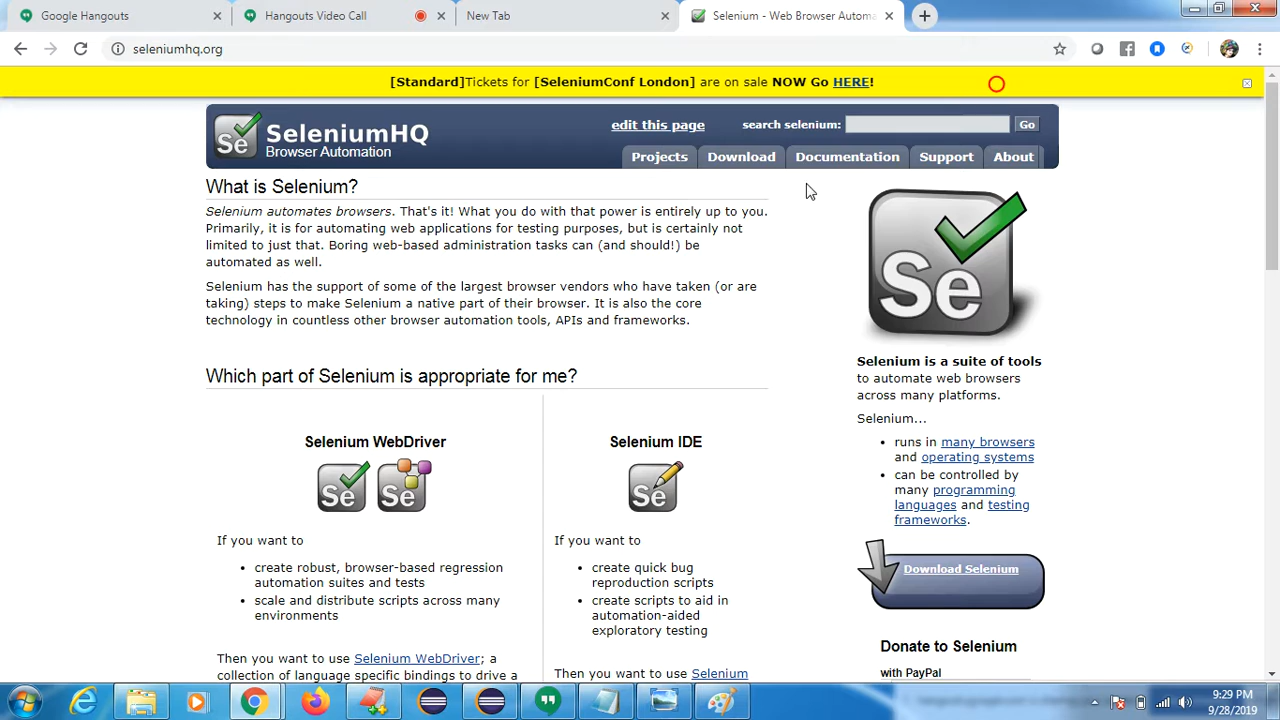 Google Hangouts
Hangouts Video Call
New Tab
Selenium - Web Browser Automa
seleniumhq.org
[Standard]Tickets for [SeleniumConf London] are on sale NOW Go HERE!
Se
SeleniumHQ
Browser Automation
edit this page
search selenium:
Go
Projects
Download
Documentation
Support
About
What is Selenium?
Selenium automates browsers. That's it! What you do with that power is entirely up to you.
Primarily, it is for automating web applications for testing purposes, but is certainly not
limited to just that. Boring web-based administration tasks can (and should!) be
automated as well.
Selenium has the support of some of the largest browser vendors who have taken (or are
taking) steps to make Selenium a native part of their browser. It is also the core
technology in countless other browser automation tools, APIs and frameworks.
Which part of Selenium is appropriate for me?
Selenium WebDriver
Se
Se
If you want to
• create robust, browser-based regression
automation suites and tests
• scale and distribute scripts across many
environments
Then you want to use Selenium WebDriver; a
collection of language specific bindings to drive a
Selenium IDE
Se
If you want to
• create quick bug
reproduction scripts
• create scripts to aid in
automation-aided
exploratory testing
Then you want to use Selenium
Se
Selenium is a suite of tools
to automate web browsers
across many platforms.
Selenium...
• runs in many browsers
and operating systems
• can be controlled by
many programming
languages and testing
frameworks.
Download Selenium
Donate to Selenium
with PayPal
9:29 PM
9/28/2019